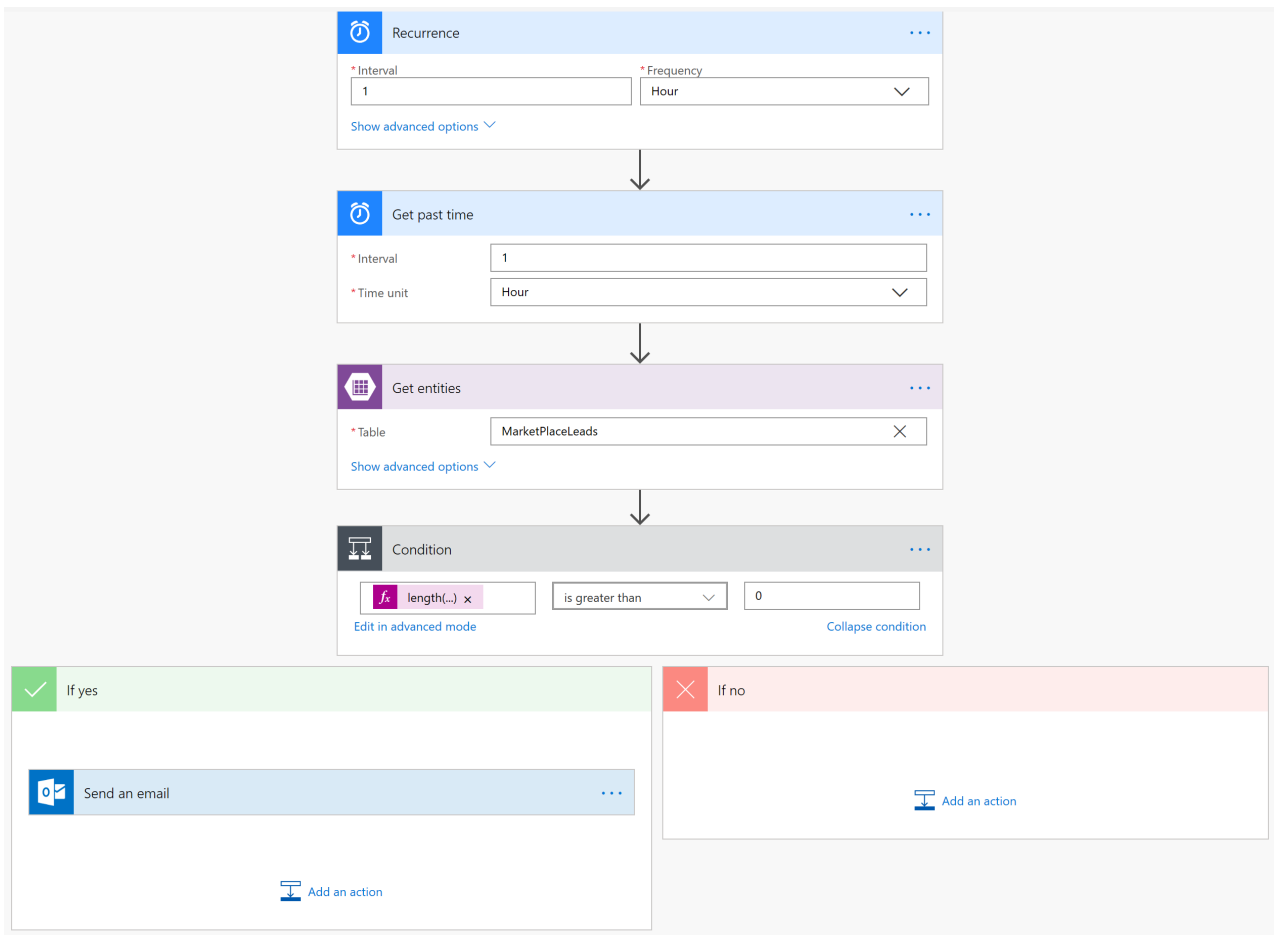 Recurrence
* Interval
* Frequency
1
Hour
Show advanced options
Get past time
* Interval
1
* Time unit
Hour
Get entities
* Table
MarketPlaceLeads
Show advanced options
Condition
fx length(...) x
is greater than
0
Edit in advanced mode
Collapse condition
If yes
If no
Send an email
Add an action
Add an action